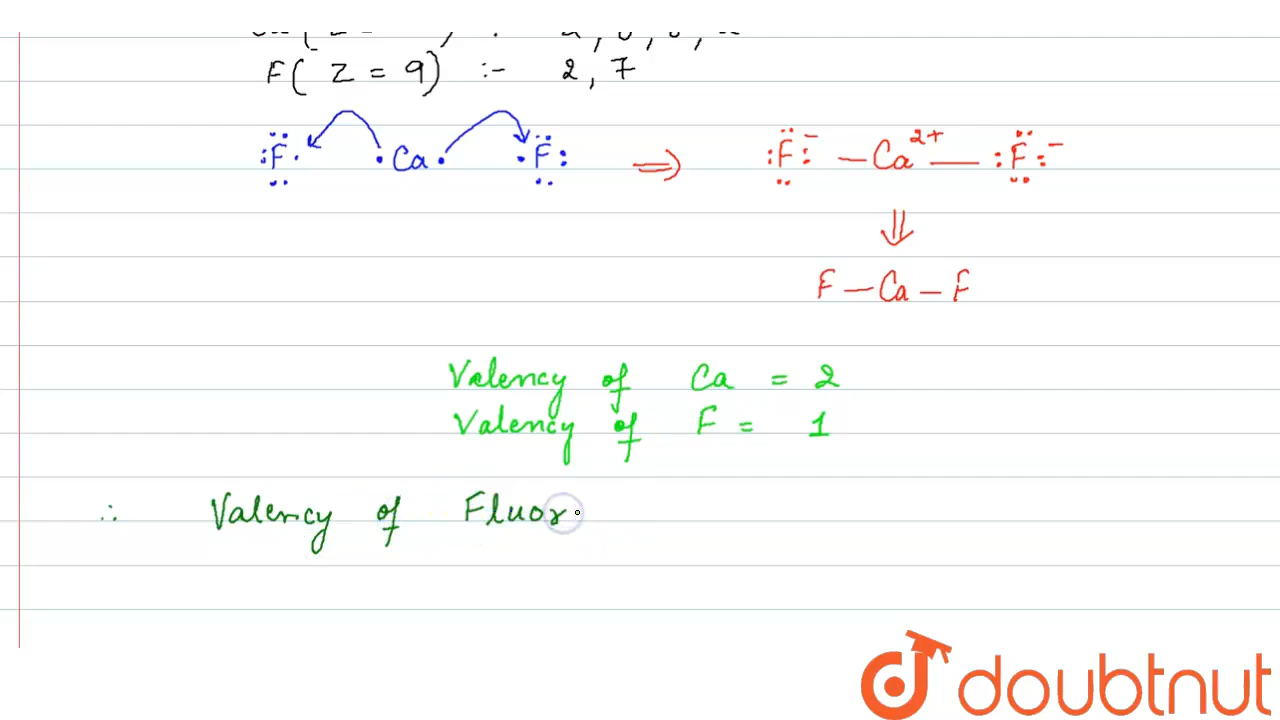 F( Z = 9) :- 2, 7
:F· ·Ca· ·F: ⇒ :F:⁻ — Ca²⁺ — :F:⁻
⇓
F — Ca — F
Valency of Ca = 2
Valency of F = 1
∴ Valency of Fluor
doubtnut